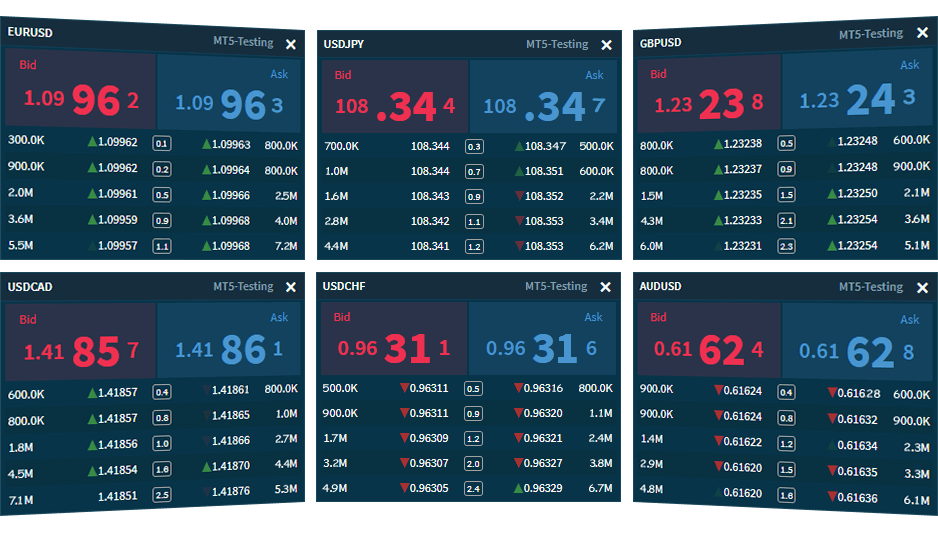 EURUSD MT5-Testing ×
Bid Ask
1.09 96 2 1.09 96 3
300.0K 1.09962 0.1 1.09963 800.0K
900.0K 1.09962 0.2 1.09964 800.0K
2.0M 1.09961 0.5 1.09966 2.5M
3.6M 1.09959 0.9 1.09968 4.0M
5.5M 1.09957 1.1 1.09968 7.2M
USDJPY MT5-Testing ×
Bid Ask
108 .34 4 108 .34 7
700.0K 108.344 0.3 108.347 500.0K
1.0M 108.344 0.7 108.351 600.0K
1.6M 108.343 0.9 108.352 2.2M
2.8M 108.342 1.1 108.353 3.4M
4.4M 108.341 1.2 108.353 6.2M
GBPUSD MT5-Testing ×
Bid Ask
1.23 23 8 1.23 24 3
800.0K 1.23238 0.5 1.23248 600.0K
800.0K 1.23237 0.9 1.23248 900.0K
1.5M 1.23235 1.5 1.23250 2.1M
4.3M 1.23233 2.1 1.23254 3.6M
6.0M 1.23231 2.3 1.23254 5.1M
USDCAD MT5-Testing ×
Bid Ask
1.41 85 7 1.41 86 1
600.0K 1.41857 0.4 1.41861 800.0K
800.0K 1.41857 0.8 1.41865 1.0M
1.8M 1.41856 1.0 1.41866 2.7M
4.5M 1.41854 1.6 1.41870 4.4M
7.1M 1.41851 2.5 1.41876 5.3M
USDCHF MT5-Testing ×
Bid Ask
0.96 31 1 0.96 31 6
500.0K 0.96311 0.5 0.96316 800.0K
900.0K 0.96311 0.9 0.96320 1.1M
1.7M 0.96309 1.2 0.96321 2.4M
3.2M 0.96307 2.0 0.96327 3.8M
4.9M 0.96305 2.4 0.96329 6.7M
AUDUSD MT5-Testing ×
Bid Ask
0.61 62 4 0.61 62 8
900.0K 0.61624 0.4 0.61628 600.0K
900.0K 0.61624 0.8 0.61632 900.0K
1.4M 0.61622 1.2 0.61634 2.3M
2.9M 0.61620 1.5 0.61635 3.3M
4.8M 0.61620 1.6 0.61636 6.1M